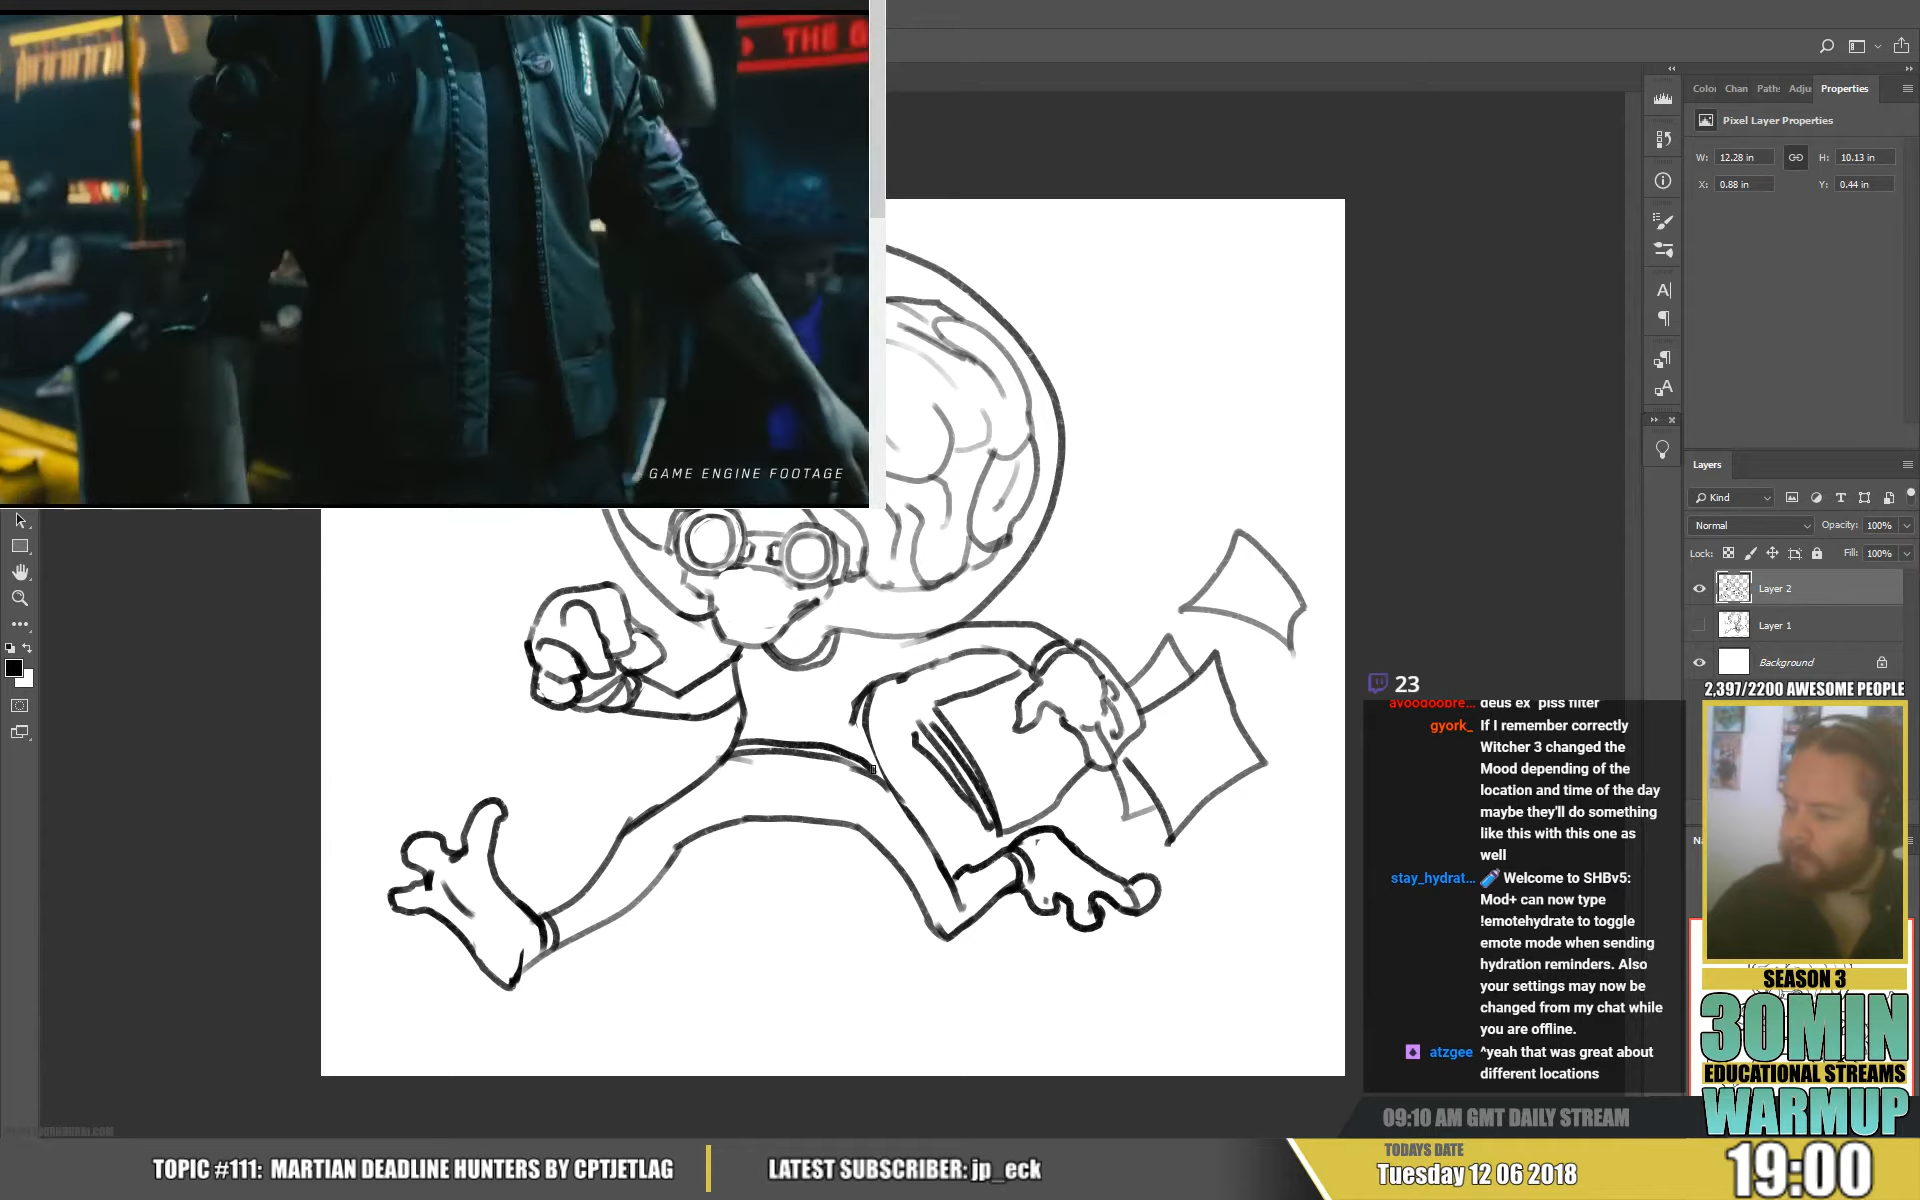 THE
GAME ENGINE FOOTAGE
Chan
Adju
Properties
Pixel Layer Properties
W: 12.28 in
H: 10.13 in
X: 0.88 in
Y: 0.44 in
Layers
Kind
Normal
Opacity: 100%
Lock:
Fill: 100%
Layer 2
Layer 1
Background
2,397/2200 AWESOME PEOPLE
23
avoodoobre... deus ex piss filter
gyork_ If I remember correctly
Witcher 3 changed the
Mood depending of the
location and time of the day
maybe they'll do something
like this with this one as
well
stay_hydrat... Welcome to SHBv5:
Mod+ can now type
!emotehydrate to toggle
emote mode when sending
hydration reminders. Also
your settings may now be
changed from my chat while
you are offline.
atzgee ^yeah that was great about
different locations
SEASON 3
30MIN
EDUCATIONAL STREAMS
WARMUP
09:10 AM GMT DAILY STREAM
TODAYS DATE
Tuesday 12 06 2018
19:00
TOPIC #111: MARTIAN DEADLINE HUNTERS BY CPTJETLAG
LATEST SUBSCRIBER: jp_eck